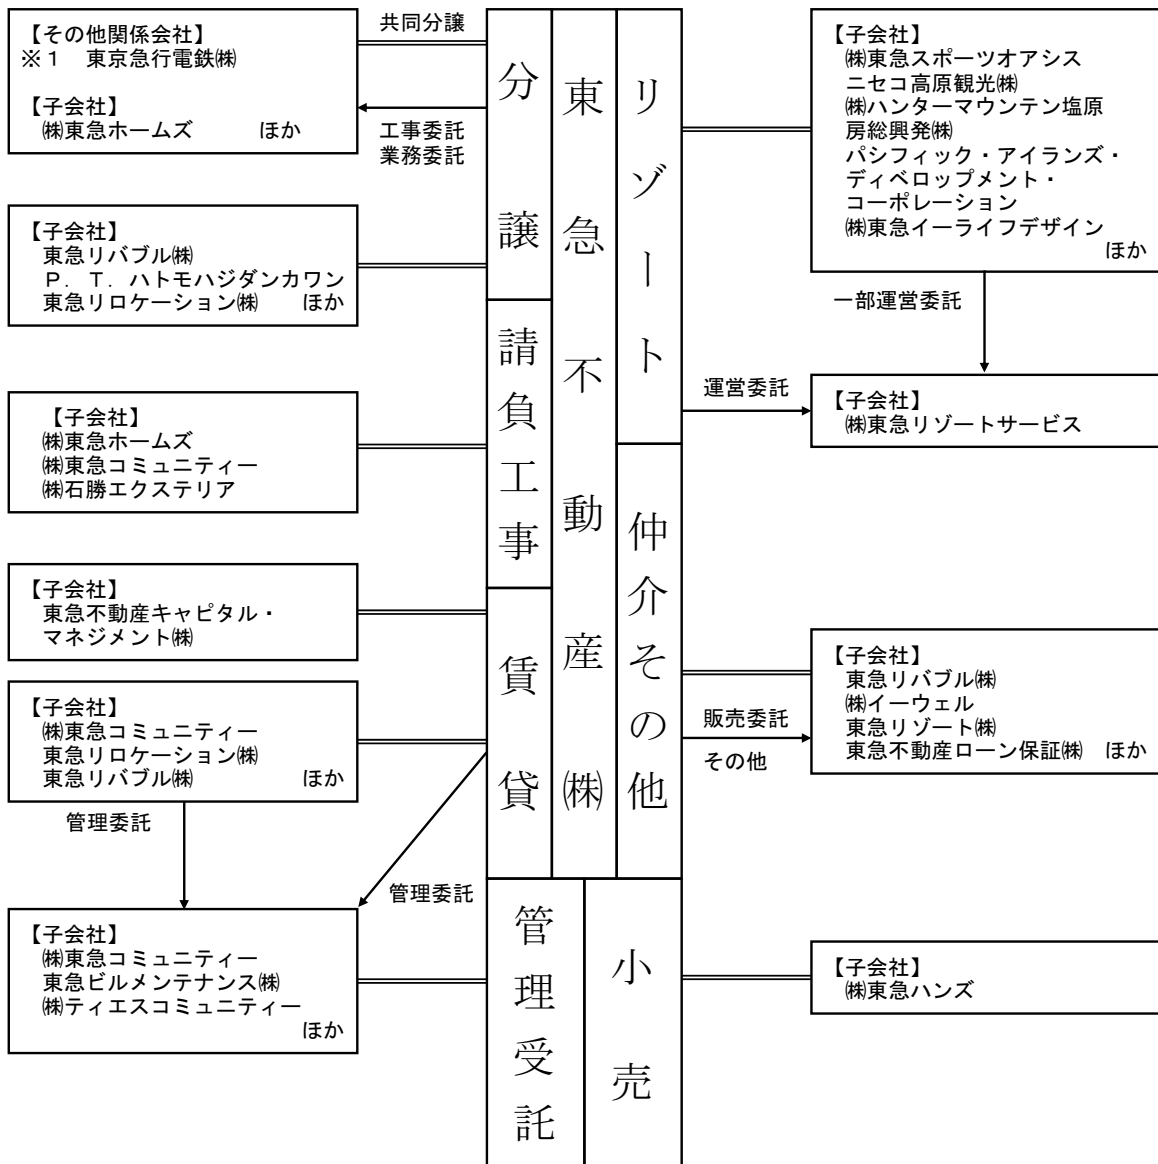 【その他関係会社】
※１　東京急行電鉄㈱
【子会社】
㈱東急ホームズ　　　ほか
共同分譲
工事委託
業務委託
【子会社】
東急リバブル㈱
Ｐ．Ｔ．ハトモハジダンカワン
東急リロケーション㈱　　ほか
【子会社】
㈱東急ホームズ
㈱東急コミュニティー
㈱石勝エクステリア
【子会社】
東急不動産キャピタル・
マネジメント㈱
【子会社】
㈱東急コミュニティー
東急リロケーション㈱
東急リバブル㈱　　　　　ほか
管理委託
管理委託
【子会社】
㈱東急コミュニティー
東急ビルメンテナンス㈱
㈱ティエスコミュニティー
ほか
分譲
請負工事
賃貸
東急不動産㈱
リゾート
仲介その他
管理受託
小売
【子会社】
㈱東急スポーツオアシス
ニセコ高原観光㈱
㈱ハンターマウンテン塩原
房総興発㈱
パシフィック・アイランズ・
ディベロップメント・
コーポレーション
㈱東急イーライフデザイン
ほか
一部運営委託
運営委託
【子会社】
㈱東急リゾートサービス
販売委託
その他
【子会社】
東急リバブル㈱
㈱イーウェル
東急リゾート㈱
東急不動産ローン保証㈱　ほか
【子会社】
㈱東急ハンズ